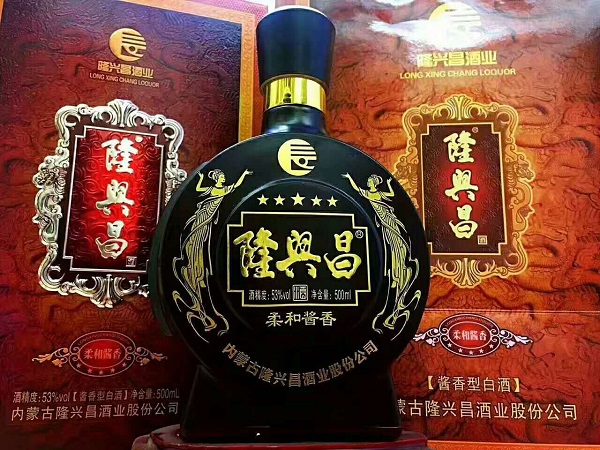 隆兴昌酒业
LONG XING CHANG LOQUOR
隆興昌
柔和酱香
酒精度:53%vol【酱香型白酒】净含量:500mL
内蒙古隆兴昌酒业股份公司
隆興昌®
酒精度:53%vol 净含量:500ml
柔和酱香
内蒙古隆兴昌酒业股份公司
隆兴昌酒业
LONG XING CHANG LOQUOR
隆興昌
柔和酱香
【酱香型白酒】
蒙古隆兴昌酒业股份公司